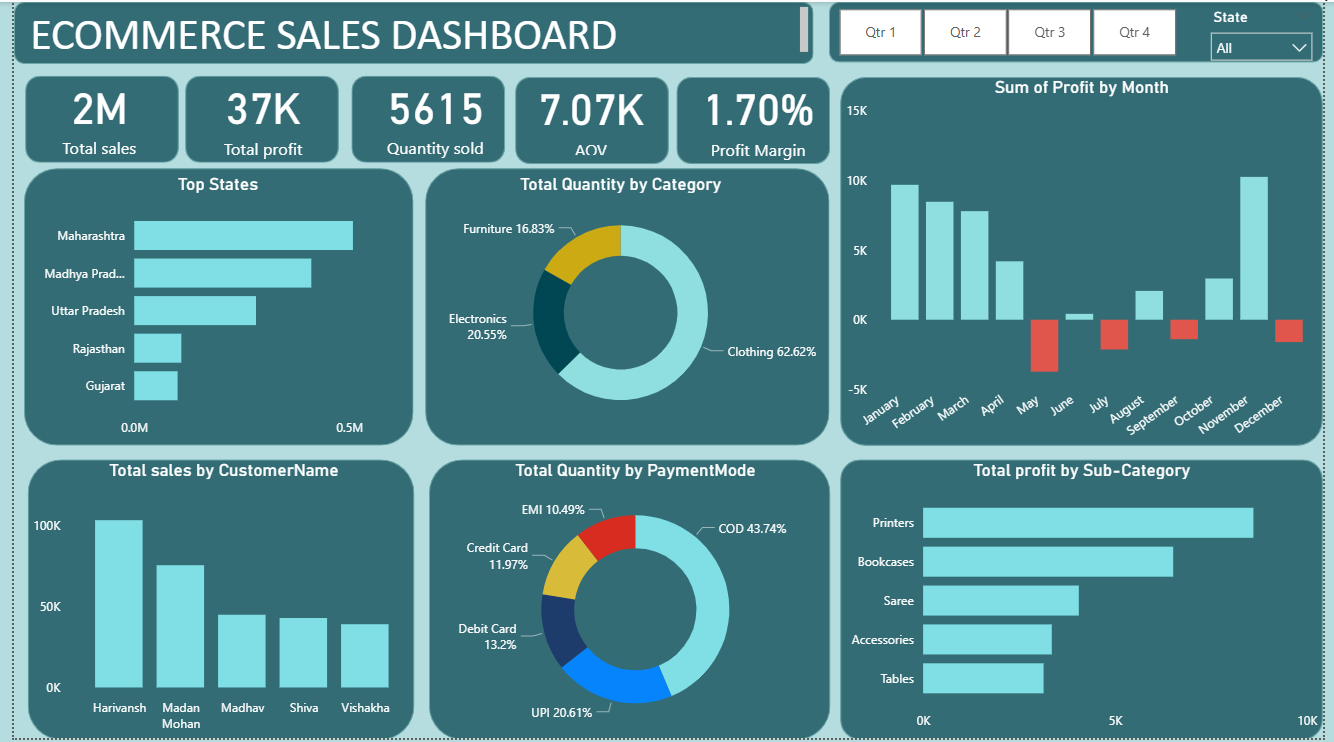 ECOMMERCE SALES DASHBOARD
Qtr 1
Qtr 2
Qtr 3
Qtr 4
State
All
2M
Total sales
37K
Total profit
5615
Quantity sold
7.07K
AOV
1.70%
Profit Margin
Top States
Maharashtra
Madhya Prad...
Uttar Pradesh
Rajasthan
Gujarat
0.0M
0.5M
Total Quantity by Category
Furniture 16.83%
Electronics
20.55%
Clothing 62.62%
Sum of Profit by Month
15K
10K
5K
0K
-5K
January
February
March
April
May
June
July
August
September
October
November
December
Total sales by CustomerName
100K
50K
0K
Harivansh
Madan
Mohan
Madhav
Shiva
Vishakha
Total Quantity by PaymentMode
EMI 10.49%
COD 43.74%
Credit Card
11.97%
Debit Card
13.2%
UPI 20.61%
Total profit by Sub-Category
Printers
Bookcases
Saree
Accessories
Tables
0K
5K
10K